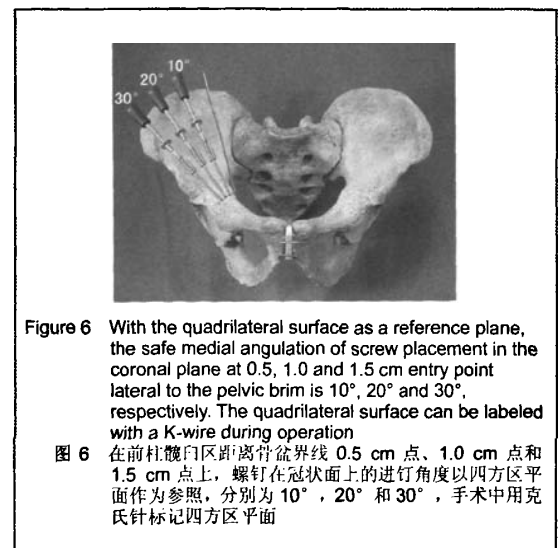 30° 20° 10°
Figure 6 With the quadrilateral surface as a reference plane,
the safe medial angulation of screw placement in the
coronal plane at 0.5, 1.0 and 1.5 cm entry point
lateral to the pelvic brim is 10°, 20° and 30°,
respectively. The quadrilateral surface can be labeled
with a K-wire during operation
图 6 在前柱髋臼区距离骨盆界线 0.5 cm 点、1.0 cm 点和
1.5 cm 点上，螺钉在冠状面上的进钉角度以四方区平
面作为参照，分别为 10°，20° 和 30°，手术中用克
氏针标记四方区平面